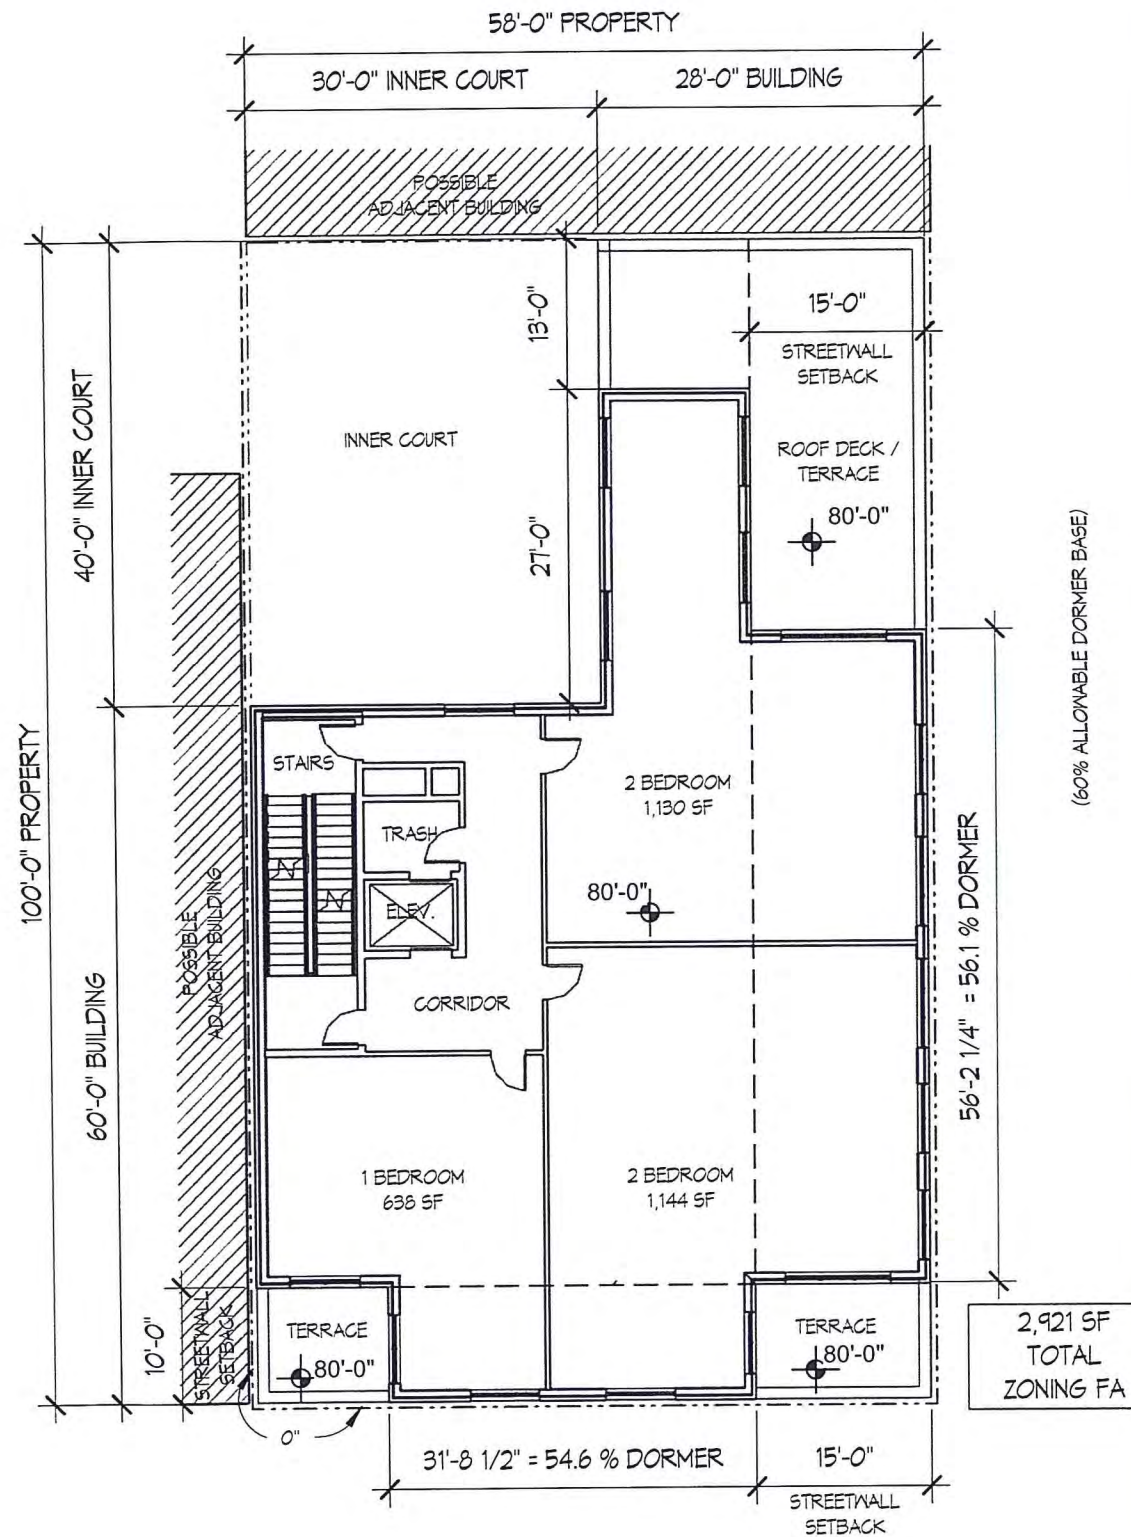 58'-0" PROPERTY
30'-0" INNER COURT
28'-0" BUILDING
POSSIBLE
ADJACENT BUILDING
13'-0"
15'-0"
STREETWALL
SETBACK
40'-0" INNER COURT
INNER COURT
ROOF DECK /
TERRACE
80'-0"
27'-0"
(60% ALLOWABLE DORMER BASE)
100'-0" PROPERTY
STAIRS
2 BEDROOM
1,130 SF
TRASH
80'-0"
ELEV.
POSSIBLE
ADJACENT BUILDING
CORRIDOR
56'-2 1/4" = 56.1 % DORMER
60'-0" BUILDING
1 BEDROOM
638 SF
2 BEDROOM
1,144 SF
10'-0"
STREETWALL
SETBACK
TERRACE
80'-0"
TERRACE
80'-0"
2,921 SF
TOTAL
ZONING FA
0"
31'-8 1/2" = 54.6 % DORMER
15'-0"
STREETWALL
SETBACK